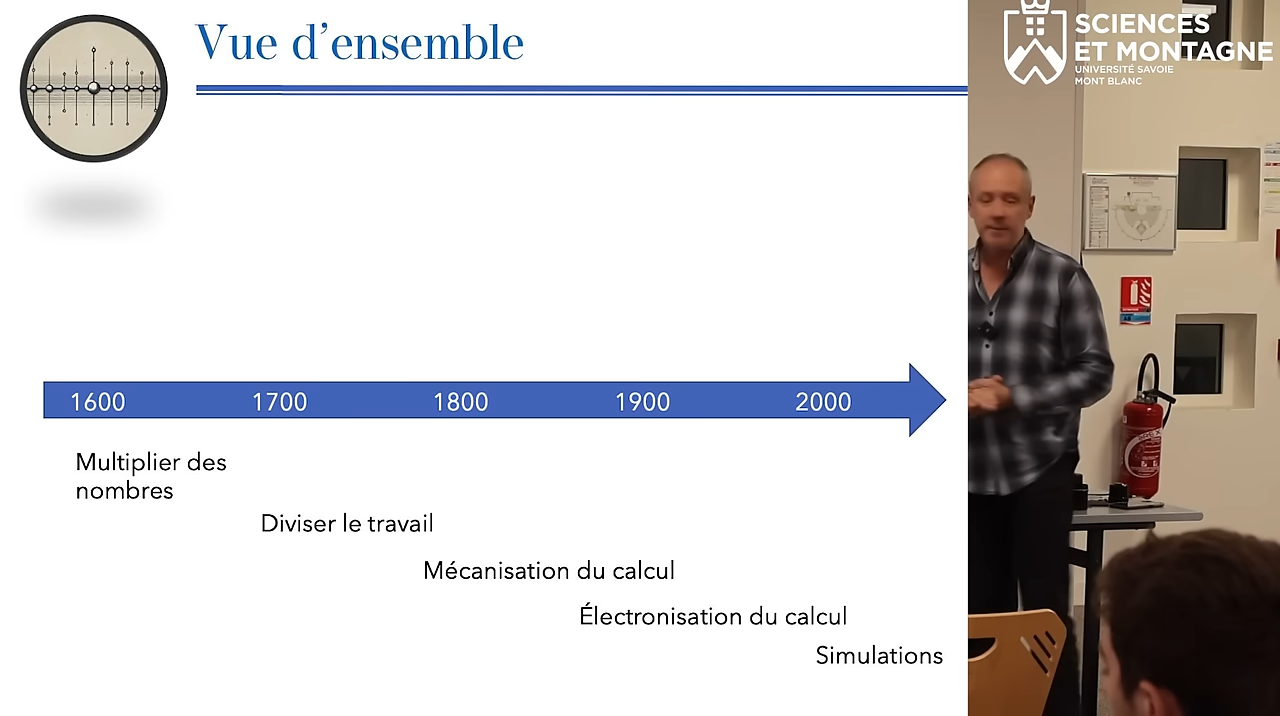 Vue d'ensemble
SCIENCES
ET MONTAGNE
UNIVERSITÉ SAVOIE
MONT BLANC
1600 1700 1800 1900 2000
Multiplier des
nombres
Diviser le travail
Mécanisation du calcul
Électronisation du calcul
Simulations